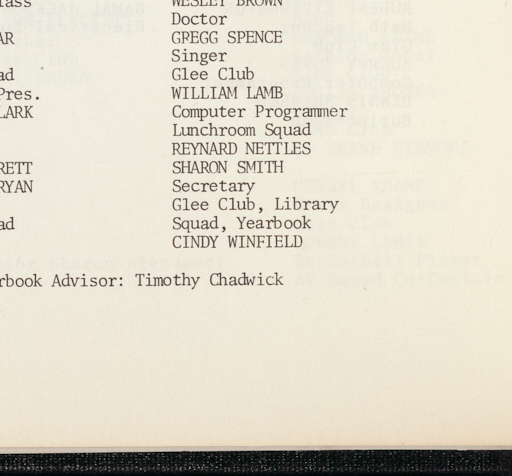 lass
AR
ad
Pres.
LARK
RETT
RYAN
ad
WESLEY BROWN
Doctor
GREGG SPENCE
Singer
Glee Club
WILLIAM LAMB
Computer Programmer
Lunchroom Squad
REYNARD NETTLES
SHARON SMITH
Secretary
Glee Club, Library
Squad, Yearbook
CINDY WINFIELD
rbook Advisor: Timothy Chadwick